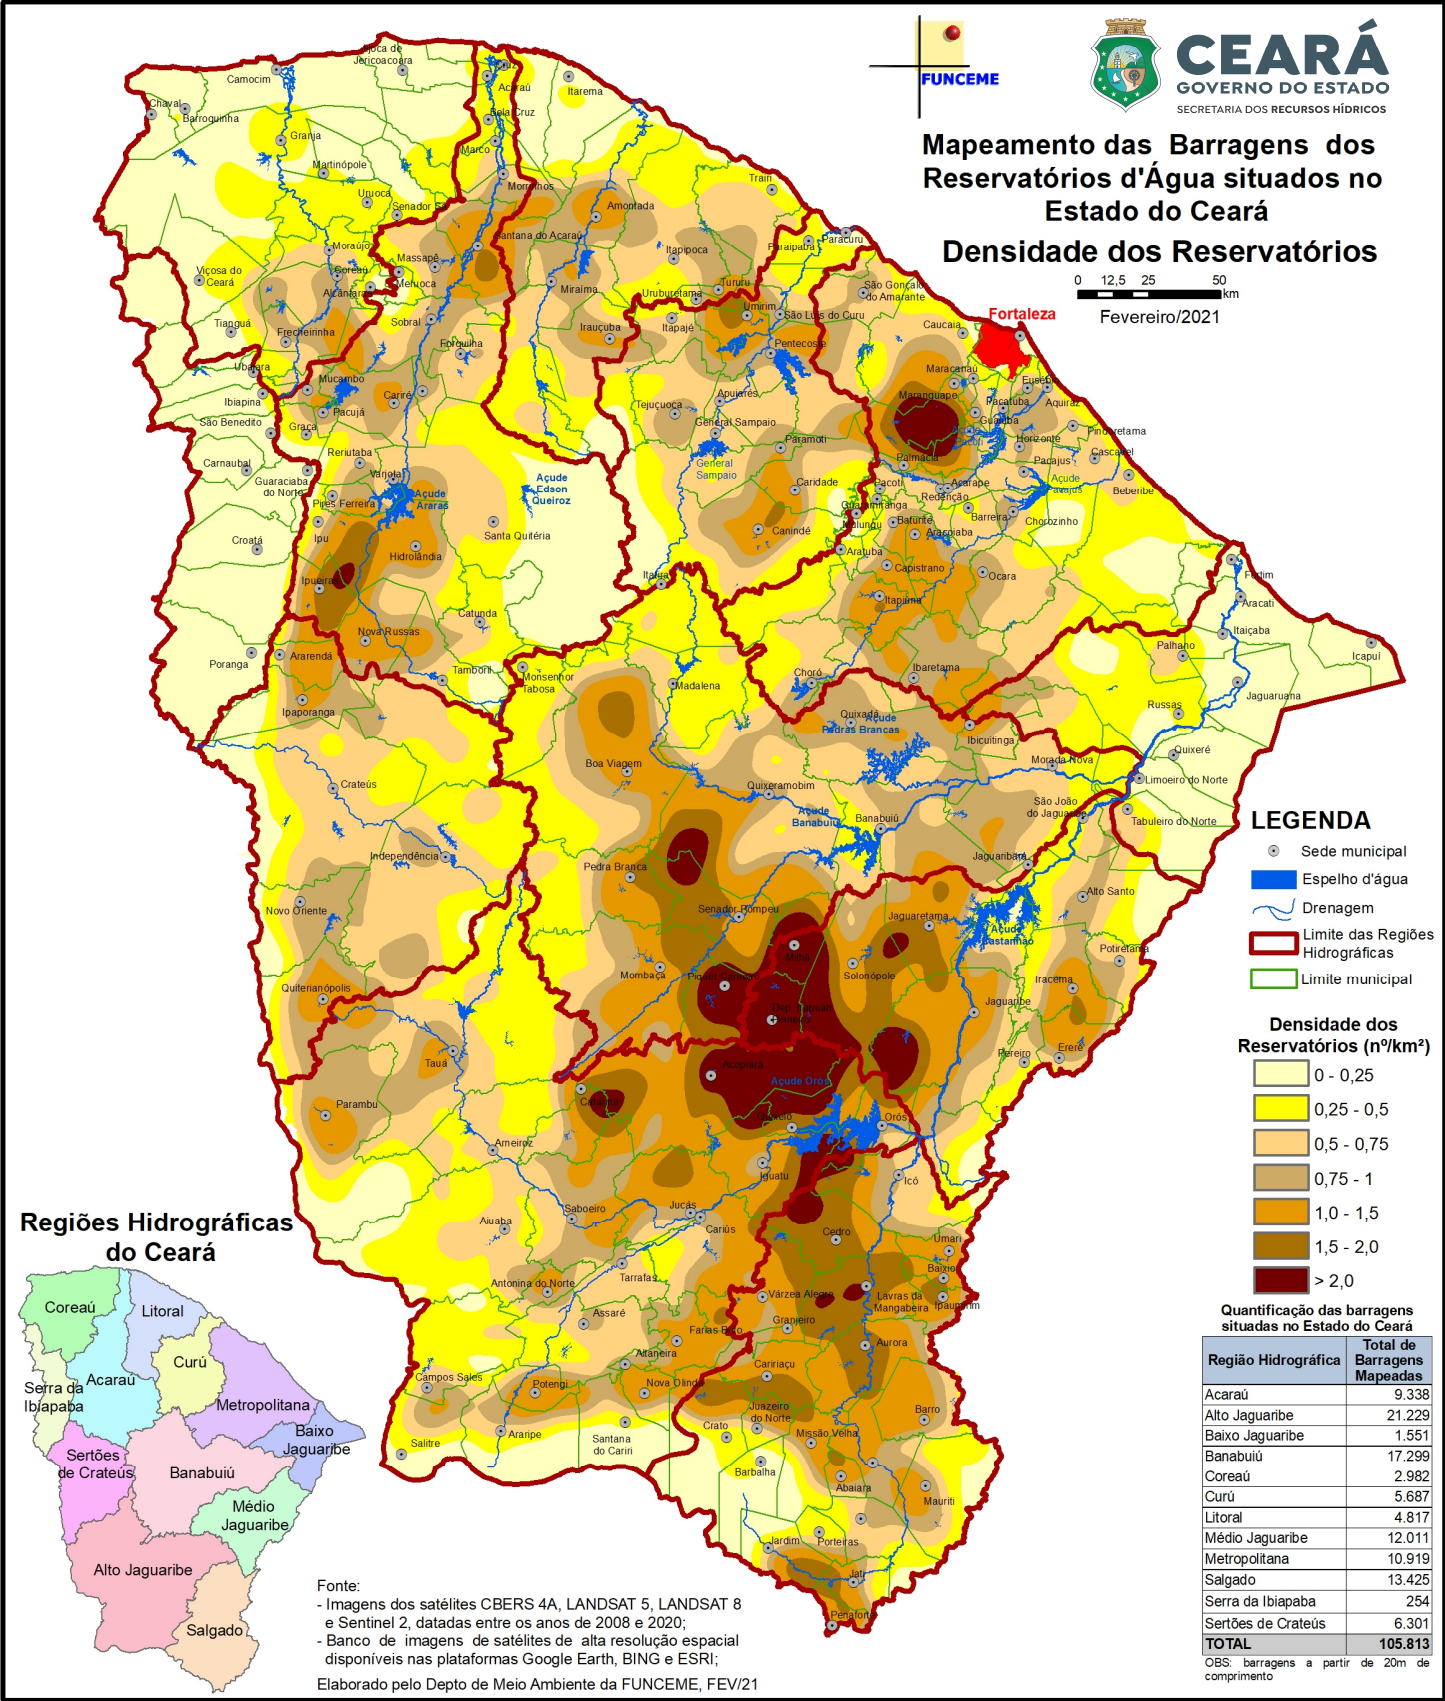 FUNCEME
CEARÁ
GOVERNO DO ESTADO
SECRETARIA DOS RECURSOS HÍDRICOS
Mapeamento das Barragens dos
Reservatórios d'Água situados no
Estado do Ceará
Densidade dos Reservatórios
0 12,5 25 50
km
Fevereiro/2021
Jijoca de
Jericoacoara
Camocim
Cruz
Acaraú
Itarema
Chaval
Barroquinha
Bela Cruz
Granja
Marco
Martinópole
Morrinhos
Trairi
Uruoca
Senador Sá
Amontada
Santana do Acaraú
Moraújo
Itapipoca
Paraipaba
Paracuru
Massapê
Viçosa do
Ceará
Coreaú
Meruoca
Alcântaras
Miraíma
Uruburetama
Tururu
São Gonçalo
do Amarante
Umirim
São Luís do Curu
Fortaleza
Tianguá
Frecheirinha
Sobral
Irauçuba
Itapajé
Caucaia
Forquilha
Pentecoste
Ubajara
Mucambo
Maracanaú
Eusébio
Ibiapina
Pacujá
Cariré
Apuiarés
Maranguape
Pacatuba
Aquiraz
Tejuçuoca
São Benedito
Graça
General Sampaio
Guaiúba
Pindoretama
Horizonte
Paramoti
Reriutaba
Cascavel
Carnaubal
General
Sampaio
Palmácia
Pacajus
Varjota
Guaraciaba
do Norte
Açude
Edson
Queiroz
Caridade
Pacoti
Acarape
Açude
Pacajus
Beberibe
Açude
Araras
Redenção
Pires Ferreira
Guaramiranga
Barreira
Chorozinho
Mulungu
Baturité
Aracoiaba
Canindé
Santa Quitéria
Croatá
Ipu
Aratuba
Hidrolândia
Capistrano
Ocara
Itatira
Fortim
Ipueiras
Itapiúna
Aracati
Catunda
Itaiçaba
Nova Russas
Palhano
Icapuí
Poranga
Ararendá
Tamboril
Monsenhor
Tabosa
Madalena
Choró
Ibaretama
Jaguaruana
Ipaporanga
Russas
Quixadá
Açude
Pedras Brancas
Ibicuitinga
Quixeré
Boa Viagem
Morada Nova
Limoeiro do Norte
Crateús
Quixeramobim
Açude
Banabuiú
Banabuiú
São João
do Jaguaribe
Tabuleiro do Norte
Independência
Jaguaribara
Pedra Branca
Alto Santo
Novo Oriente
Senador Pompeu
Jaguaretama
Açude
Castanhão
Milhã
Potiretama
Mombaça
Piquet Carneiro
Solonópole
Iracema
Quiterianópolis
Dep. Irapuan
Pinheiro
Jaguaribe
Tauá
Pereiro
Ererê
Acopiara
Açude Orós
Catarina
Parambu
Quixelô
Orós
Arneiroz
Iguatu
Icó
Saboeiro
Jucás
Aiuaba
Cariús
Cedro
Umari
Baixio
Tarrafas
Antonina do Norte
Várzea Alegre
Lavras da
Mangabeira
Ipaumirim
Assaré
Granjeiro
Farias Brito
Aurora
Altaneira
Caririaçu
Campos Sales
Potengi
Nova Olinda
Juazeiro
do Norte
Barro
Crato
Missão Velha
Araripe
Santana
do Cariri
Salitre
Barbalha
Abaiara
Mauriti
Jardim
Porteiras
Jati
Penaforte
LEGENDA
Sede municipal
Espelho d'água
Drenagem
Limite das Regiões
Hidrográficas
Limite municipal
Densidade dos
Reservatórios (nº/km²)
0 - 0,25
0,25 - 0,5
0,5 - 0,75
0,75 - 1
1,0 - 1,5
1,5 - 2,0
> 2,0
Quantificação das barragens
situadas no Estado do Ceará
Região Hidrográfica Total de
Barragens
Mapeadas
Acaraú 9.338
Alto Jaguaribe 21.229
Baixo Jaguaribe 1.551
Banabuiú 17.299
Coreaú 2.982
Curú 5.687
Litoral 4.817
Médio Jaguaribe 12.011
Metropolitana 10.919
Salgado 13.425
Serra da Ibiapaba 254
Sertões de Crateús 6.301
TOTAL 105.813
OBS: barragens a partir de 20m de
comprimento
Regiões Hidrográficas
do Ceará
Coreaú
Litoral
Curú
Acaraú
Serra da
Ibiapaba
Metropolitana
Baixo
Jaguaribe
Sertões
de Crateús
Banabuiú
Médio
Jaguaribe
Alto Jaguaribe
Salgado
Fonte:
- Imagens dos satélites CBERS 4A, LANDSAT 5, LANDSAT 8
e Sentinel 2, datadas entre os anos de 2008 e 2020;
- Banco de imagens de satélites de alta resolução espacial
disponíveis nas plataformas Google Earth, BING e ESRI;
Elaborado pelo Depto de Meio Ambiente da FUNCEME, FEV/21